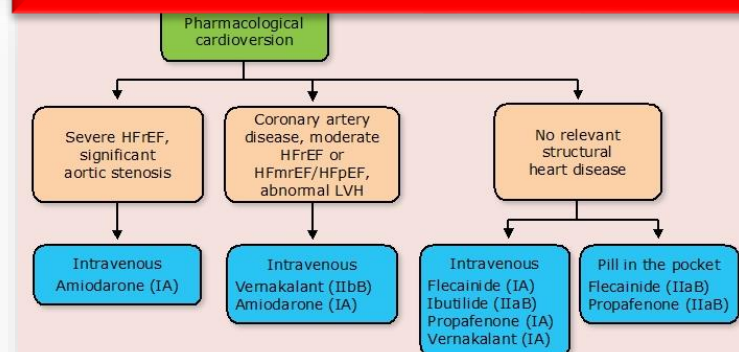 Pharmacological
cardioversion
Severe HFrEF,
significant
aortic stenosis
Coronary artery
disease, moderate
HFrEF or
HFmrEF/HFpEF,
abnormal LVH
No relevant
structural
heart disease
Intravenous
Amiodarone (IA)
Intravenous
Vernakalant (IIbB)
Amiodarone (IA)
Intravenous
Flecainide (IA)
Ibutilide (IIaB)
Propafenone (IA)
Vernakalant (IA)
Pill in the pocket
Flecainide (IIaB)
Propafenone (IIaB)